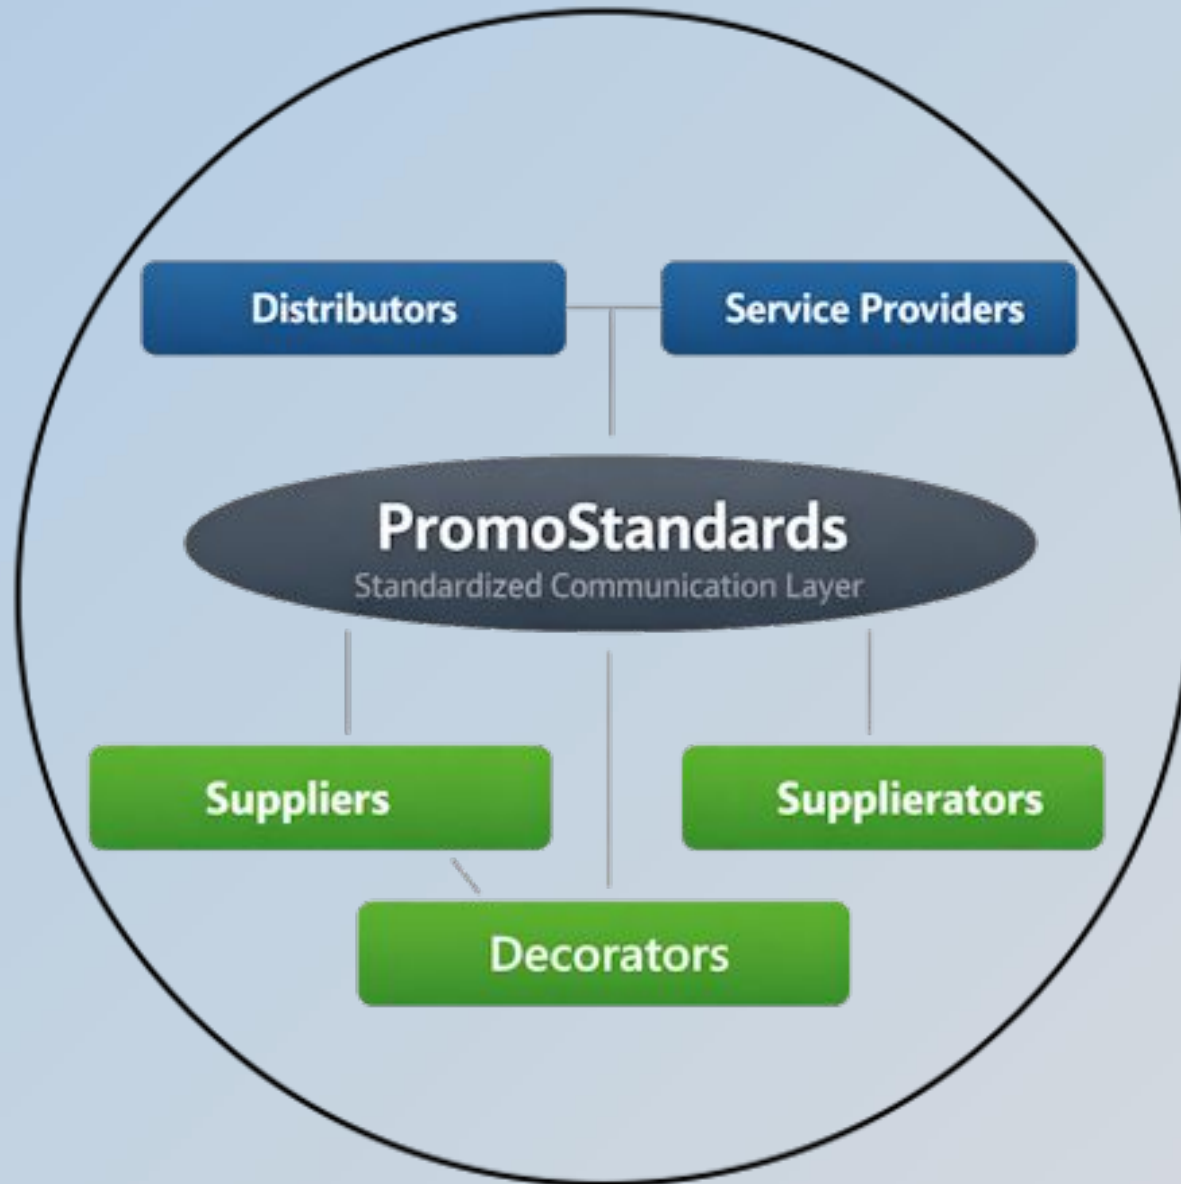 Distributors
Service Providers
PromoStandards
Standardized Communication Layer
Suppliers
Supplierators
Decorators